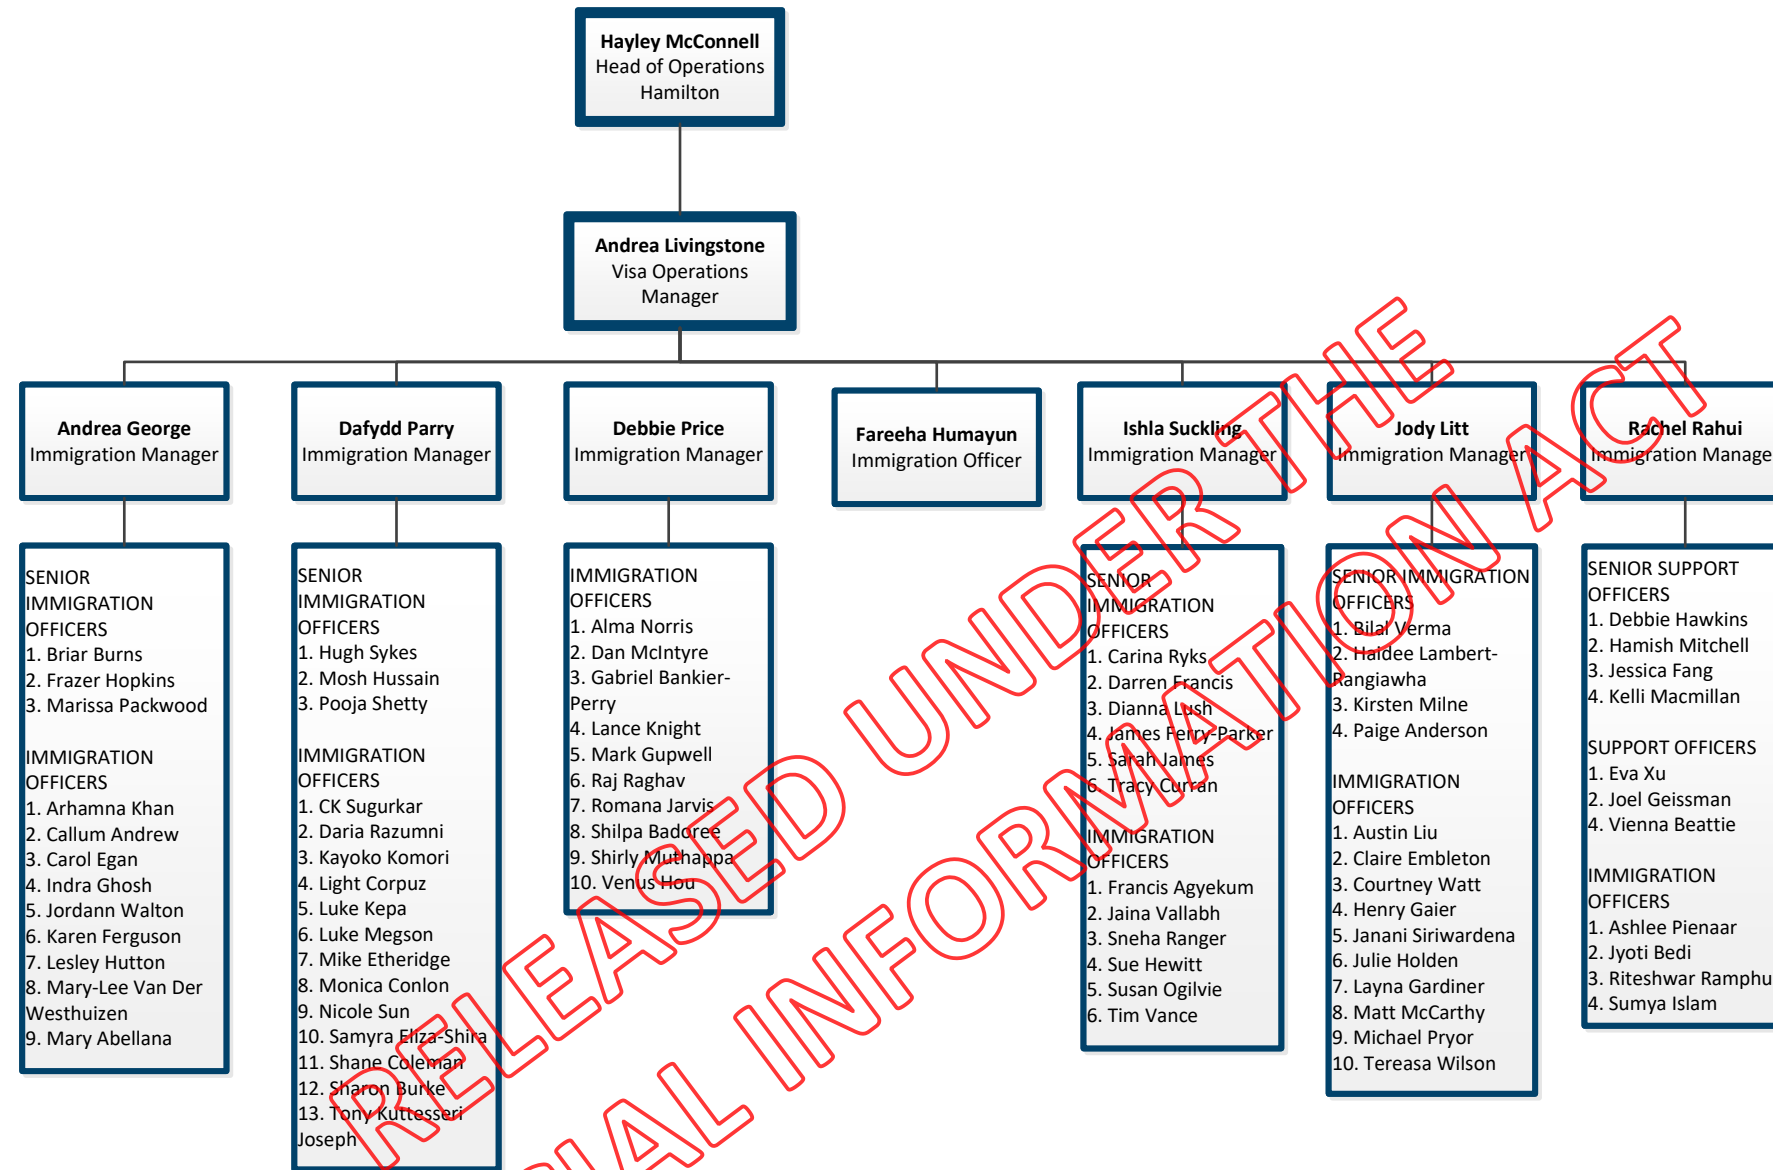 Hayley McConnell
Head of Operations
Hamilton
Andrea Livingstone
Visa Operations
Manager
Andrea George
Immigration Manager
Dafydd Parry
Immigration Manager
Debbie Price
Immigration Manager
Fareeha Humayun
Immigration Officer
Ishla Suckling
Immigration Manager
Jody Litt
Immigration Manager
Rachel Rahui
Immigration Manage
SENIOR
IMMIGRATION
OFFICERS
1. Briar Burns
2. Frazer Hopkins
3. Marissa Packwood
IMMIGRATION
OFFICERS
1. Arhamna Khan
2. Callum Andrew
3. Carol Egan
4. Indra Ghosh
5. Jordann Walton
6. Karen Ferguson
7. Lesley Hutton
8. Mary-Lee Van Der
Westhuizen
9. Mary Abellana
SENIOR
IMMIGRATION
OFFICERS
1. Hugh Sykes
2. Mosh Hussain
3. Pooja Shetty
IMMIGRATION
OFFICERS
1. CK Sugurkar
2. Daria Razumni
3. Kayoko Komori
4. Light Corpuz
5. Luke Kepa
6. Luke Megson
7. Mike Etheridge
8. Monica Conlon
9. Nicole Sun
10. Samyra Eliza-Shira
11. Shane Coleman
12. Sharon Burke
13. Tony Kuttesseri
Joseph
IMMIGRATION
OFFICERS
1. Alma Norris
2. Dan McIntyre
3. Gabriel Bankier-
Perry
4. Lance Knight
5. Mark Gupwell
6. Raj Raghav
7. Romana Jarvis
8. Shilpa Badoree
9. Shirly Muthappa
10. Venus Hou
SENIOR
IMMIGRATION
OFFICERS
1. Carina Ryks
2. Darren Francis
3. Dianna Lush
4. James Ferry-Parker
5. Sarah James
6. Tracy Curran
IMMIGRATION
OFFICERS
1. Francis Agyekum
2. Jaina Vallabh
3. Sneha Ranger
4. Sue Hewitt
5. Susan Ogilvie
6. Tim Vance
SENIOR IMMIGRATION
OFFICERS
1. Bilal Verma
2. Haidee Lambert-
Rangiawha
3. Kirsten Milne
4. Paige Anderson
IMMIGRATION
OFFICERS
1. Austin Liu
2. Claire Embleton
3. Courtney Watt
4. Henry Gaier
5. Janani Siriwardena
6. Julie Holden
7. Layna Gardiner
8. Matt McCarthy
9. Michael Pryor
10. Tereasa Wilson
SENIOR SUPPORT
OFFICERS
1. Debbie Hawkins
2. Hamish Mitchell
3. Jessica Fang
4. Kelli Macmillan
SUPPORT OFFICERS
1. Eva Xu
2. Joel Geissman
4. Vienna Beattie
IMMIGRATION
OFFICERS
1. Ashlee Pienaar
2. Jyoti Bedi
3. Riteshwar Ramphu
4. Sumya Islam
RELEASED UNDER THE
IAL INFORMATION ACT